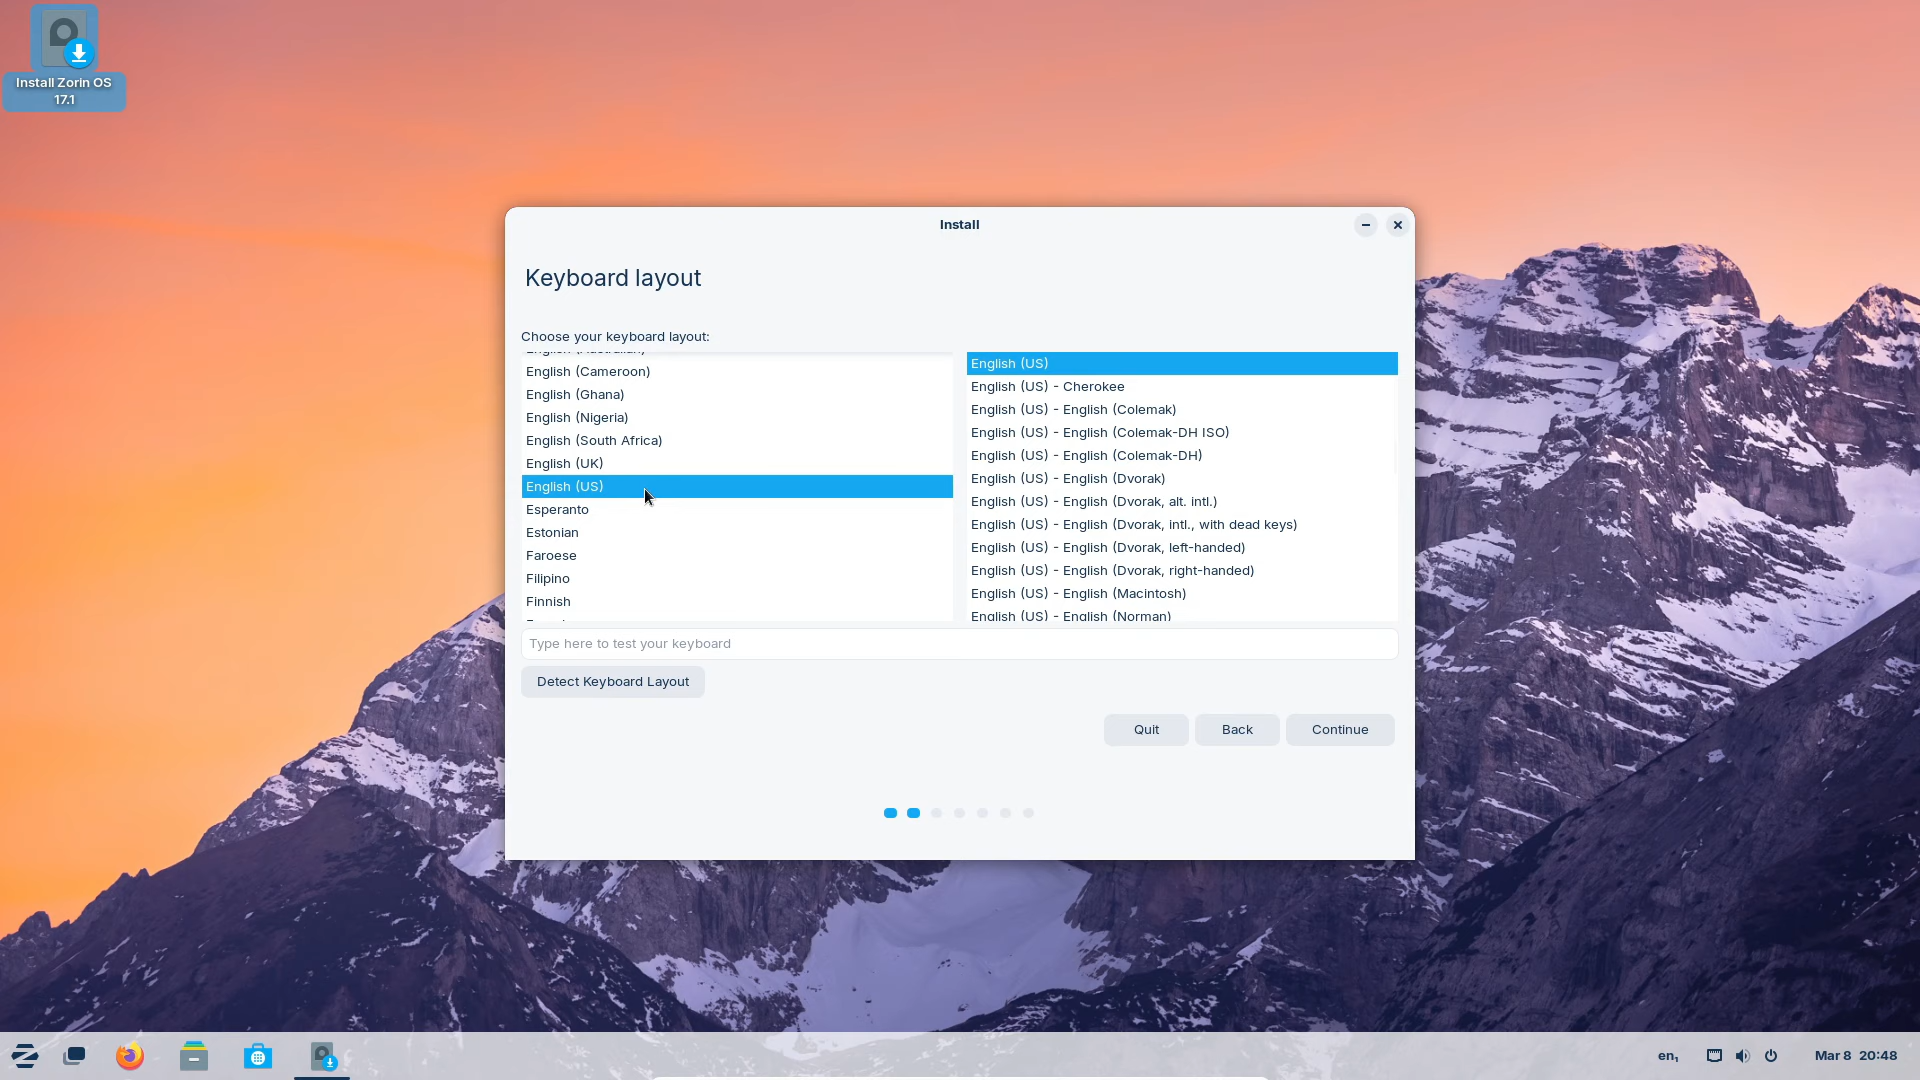 Install Zorin OS
17.1
Install
Keyboard layout
Choose your keyboard layout:
English (Australian)
English (Cameroon)
English (Ghana)
English (Nigeria)
English (South Africa)
English (UK)
English (US)
Esperanto
Estonian
Faroese
Filipino
Finnish
English (US)
English (US) - Cherokee
English (US) - English (Colemak)
English (US) - English (Colemak-DH ISO)
English (US) - English (Colemak-DH)
English (US) - English (Dvorak)
English (US) - English (Dvorak, alt. intl.)
English (US) - English (Dvorak, intl., with dead keys)
English (US) - English (Dvorak, left-handed)
English (US) - English (Dvorak, right-handed)
English (US) - English (Macintosh)
English (US) - English (Norman)
Type here to test your keyboard
Detect Keyboard Layout
Quit Back Continue
en₁ Mar 8 20:48